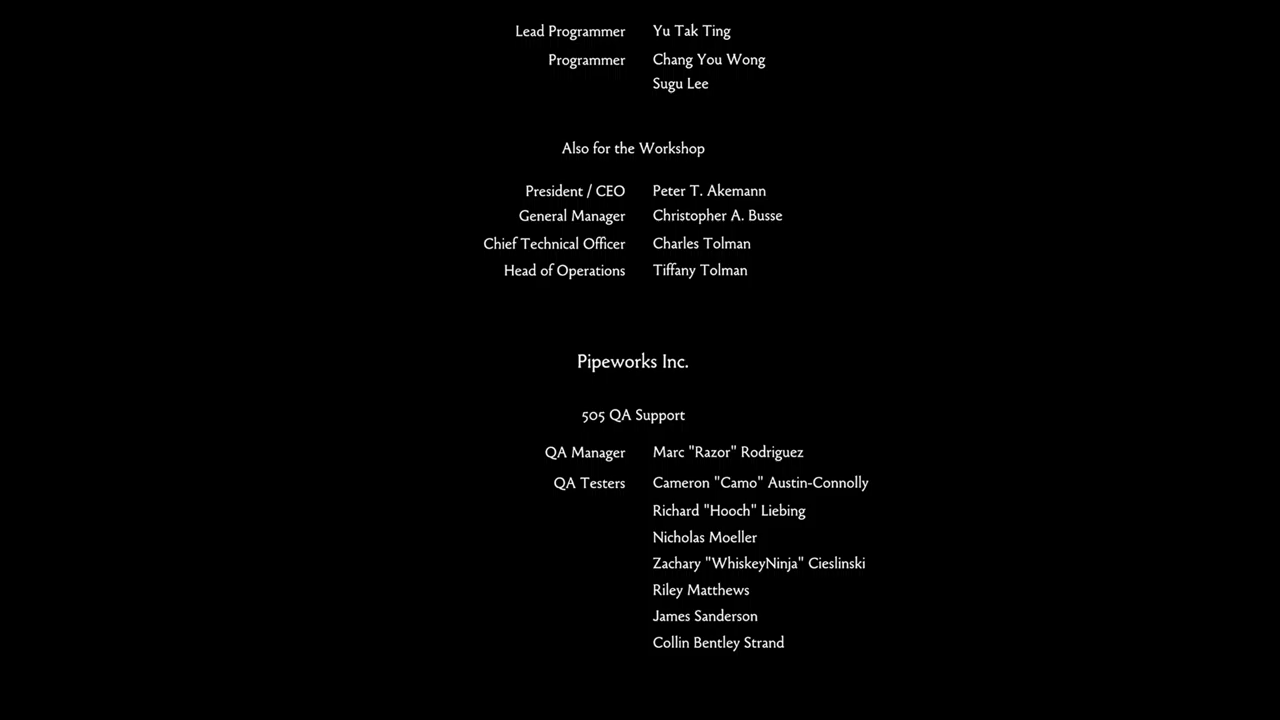 Lead Programmer Yu Tak Ting
Programmer Chang You Wong
Sugu Lee
Also for the Workshop
President / CEO Peter T. Akemann
General Manager Christopher A. Busse
Chief Technical Officer Charles Tolman
Head of Operations Tiffany Tolman
Pipeworks Inc.
505 QA Support
QA Manager Marc "Razor" Rodriguez
QA Testers Cameron "Camo" Austin-Connolly
Richard "Hooch" Liebing
Nicholas Moeller
Zachary "WhiskeyNinja" Cieslinski
Riley Matthews
James Sanderson
Collin Bentley Strand